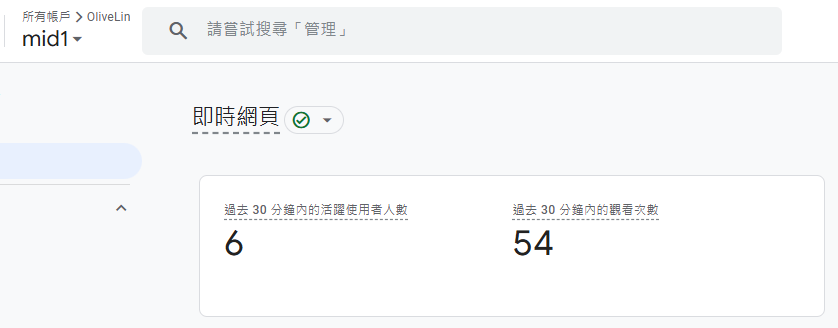 所有帳戶 > OliveLin
mid1
請嘗試搜尋「管理」
即時網頁
過去 30 分鐘內的活躍使用者人數
6
過去 30 分鐘內的觀看次數
54